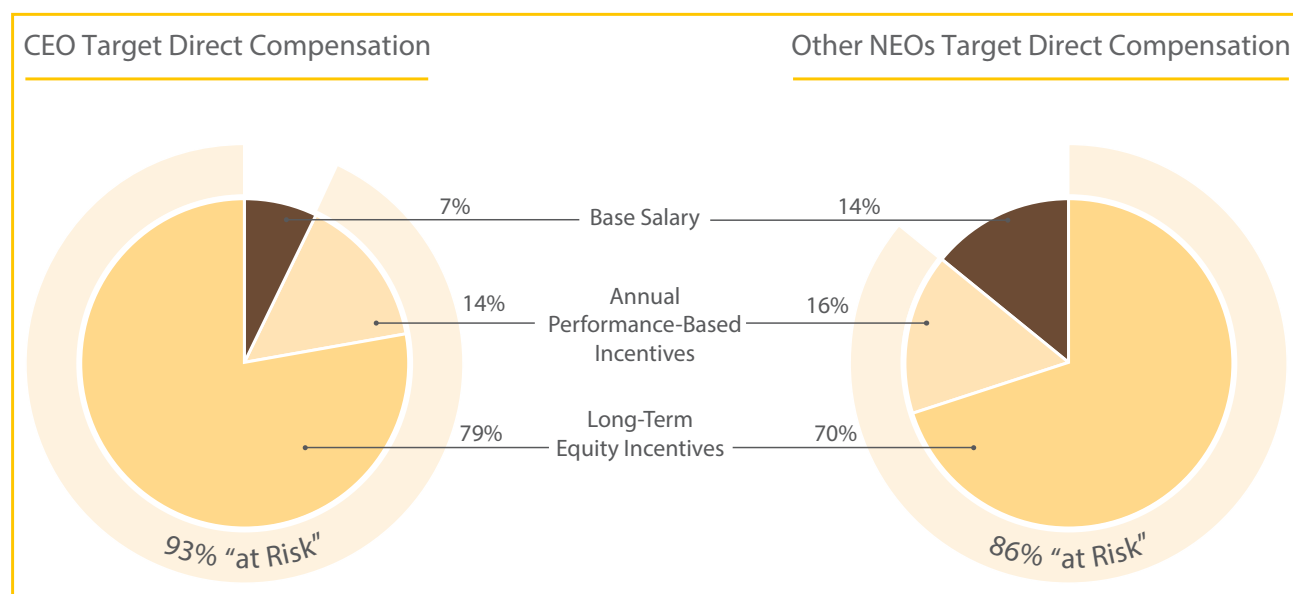 CEO Target Direct Compensation
Other NEOs Target Direct Compensation
7%
Base Salary
14%
14%
Annual
Performance-Based
Incentives
16%
79%
Long-Term
Equity Incentives
70%
93% “at Risk”
86% “at Risk”